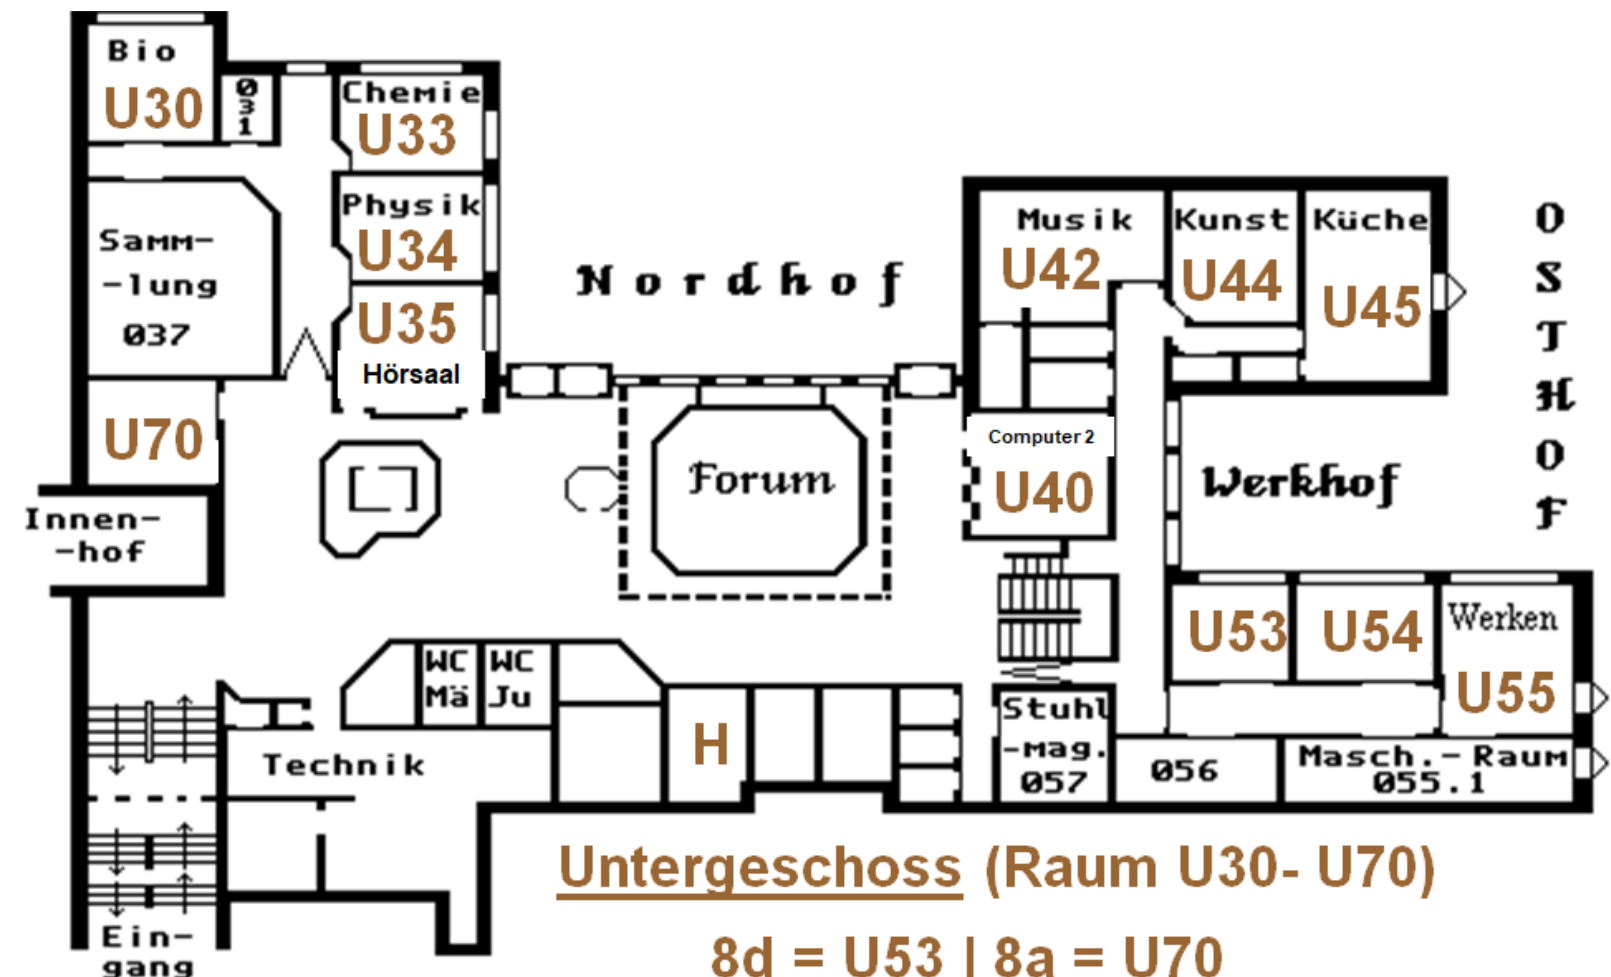 Bio
U30
031
Chemie
U33
Physik
U34
Samm-
-lung
037
U35
Hörsaal
U70
Innen-
-hof
Nordhof
Forum
Musik
U42
Kunst
U44
Küche
U45
OSTHOF
Computer 2
U40
Werkhof
U53
U54
Werken
U55
WC
Mä
WC
Ju
H
Technik
Stuhl
-mag.
057
056
Masch.-Raum
055.1
Ein-
gang
Untergeschoss (Raum U30- U70)
8d = U53 | 8a = U70